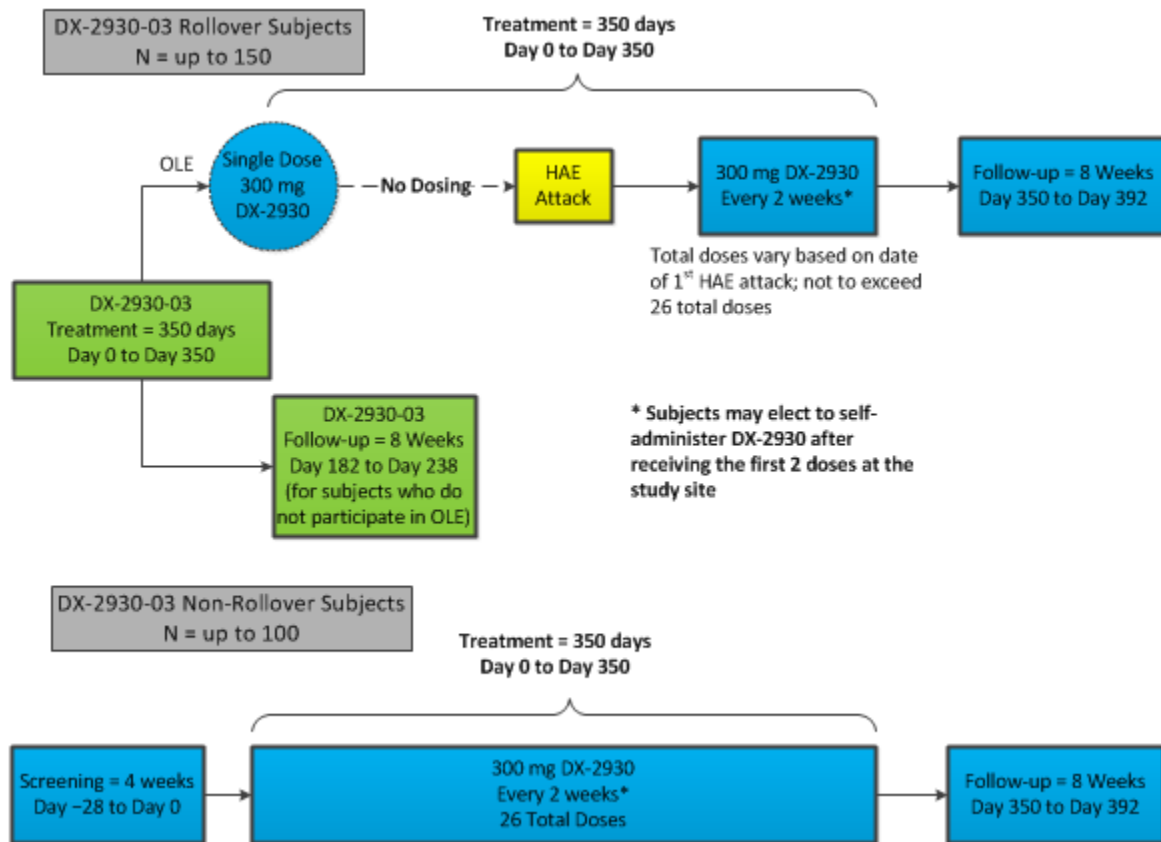 DX-2930-03 Rollover Subjects
N = up to 150
Treatment = 350 days
Day 0 to Day 350
OLE
Single Dose
300 mg
DX-2930
No Dosing
HAE
Attack
300 mg DX-2930
Every 2 weeks*
Follow-up = 8 Weeks
Day 350 to Day 392
Total doses vary based on date
of 1st HAE attack; not to exceed
26 total doses
DX-2930-03
Treatment = 350 days
Day 0 to Day 350
DX-2930-03
Follow-up = 8 Weeks
Day 182 to Day 238
(for subjects who do
not participate in OLE)
* Subjects may elect to self-
administer DX-2930 after
receiving the first 2 doses at the
study site
DX-2930-03 Non-Rollover Subjects
N = up to 100
Treatment = 350 days
Day 0 to Day 350
Screening = 4 weeks
Day −28 to Day 0
300 mg DX-2930
Every 2 weeks*
26 Total Doses
Follow-up = 8 Weeks
Day 350 to Day 392